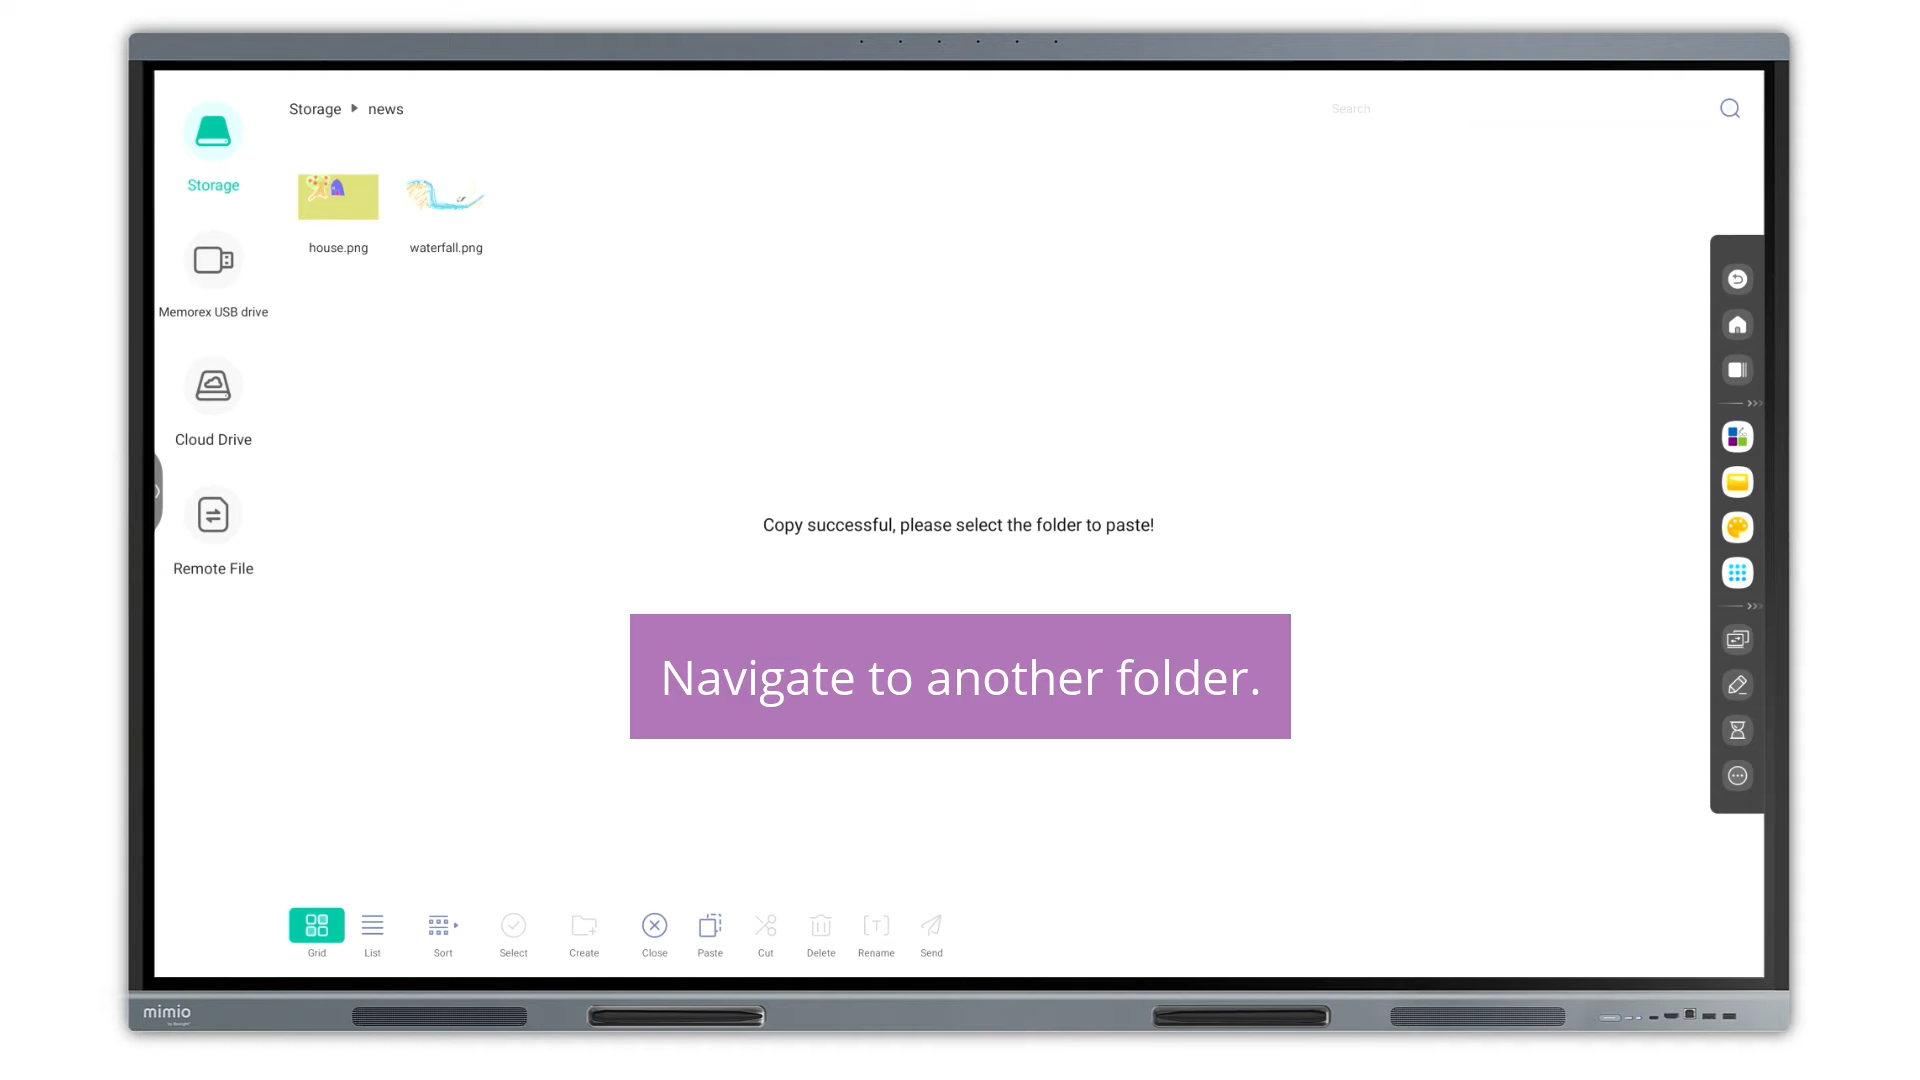 Storage news
Search
Storage
house.png waterfall.png
Memorex USB drive
Cloud Drive
Copy successful, please select the folder to paste!
Remote File
Navigate to another folder.
Grid List Sort Select Create Close Paste Cut Delete Rename Send
mimio